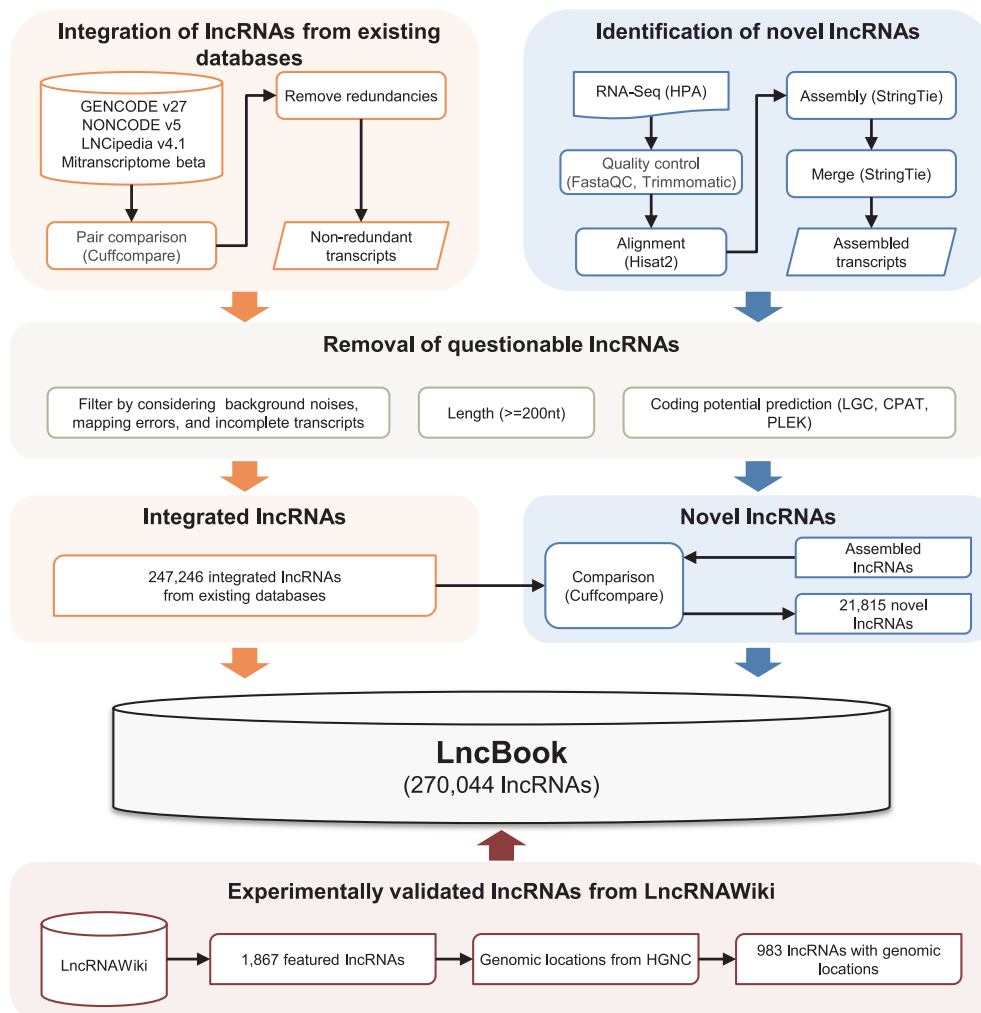 Integration of lncRNAs from existing
databases
GENCODE v27
NONCODE v5
LNCipedia v4.1
Mitranscriptome beta
Remove redundancies
Pair comparison
(Cuffcompare)
Non-redundant
transcripts
Identification of novel lncRNAs
RNA-Seq (HPA)
Assembly (StringTie)
Quality control
(FastaQC, Trimmomatic)
Merge (StringTie)
Alignment
(Hisat2)
Assembled
transcripts
Removal of questionable lncRNAs
Filter by considering background noises,
mapping errors, and incomplete transcripts
Length (>=200nt)
Coding potential prediction (LGC, CPAT,
PLEK)
Integrated lncRNAs
247,246 integrated lncRNAs
from existing databases
Novel lncRNAs
Comparison
(Cuffcompare)
Assembled
lncRNAs
21,815 novel
lncRNAs
LncBook
(270,044 lncRNAs)
Experimentally validated lncRNAs from LncRNAWiki
LncRNAWiki
1,867 featured lncRNAs
Genomic locations from HGNC
983 lncRNAs with genomic
locations